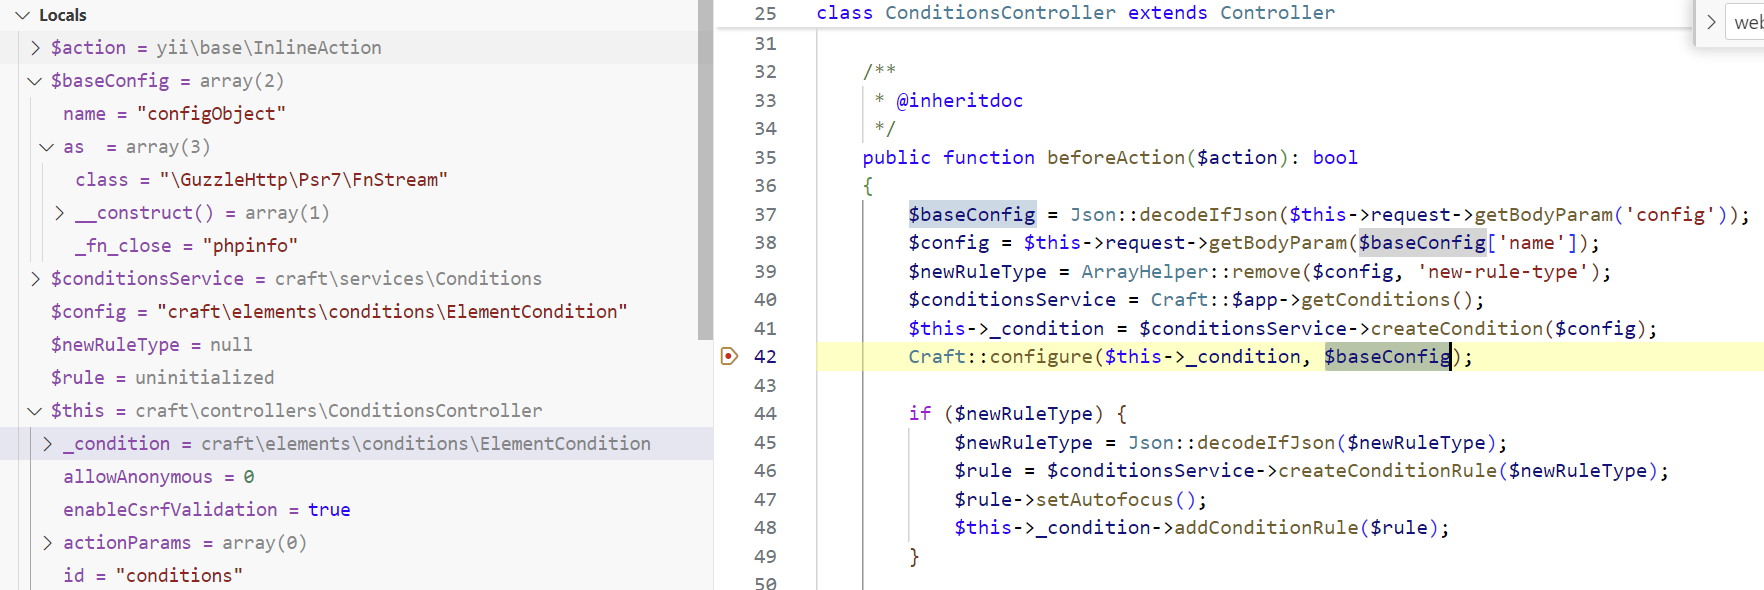 Locals
$action = yii\base\InlineAction
$baseConfig = array(2)
name = "configObject"
as  = array(3)
class = "\GuzzleHttp\Psr7\FnStream"
__construct() = array(1)
_fn_close = "phpinfo"
$conditionsService = craft\services\Conditions
$config = "craft\elements\conditions\ElementCondition"
$newRuleType = null
$rule = uninitialized
$this = craft\controllers\ConditionsController
_condition = craft\elements\conditions\ElementCondition
allowAnonymous = 0
enableCsrfValidation = true
actionParams = array(0)
id = "conditions"
25 class ConditionsController extends Controller
31
32 /**
33 * @inheritdoc
34 */
35 public function beforeAction($action): bool
36 {
37 $baseConfig = Json::decodeIfJson($this->request->getBodyParam('config'));
38 $config = $this->request->getBodyParam($baseConfig['name']);
39 $newRuleType = ArrayHelper::remove($config, 'new-rule-type');
40 $conditionsService = Craft::$app->getConditions();
41 $this->_condition = $conditionsService->createCondition($config);
42 Craft::configure($this->_condition, $baseConfig);
43
44 if ($newRuleType) {
45 $newRuleType = Json::decodeIfJson($newRuleType);
46 $rule = $conditionsService->createConditionRule($newRuleType);
47 $rule->setAutofocus();
48 $this->_condition->addConditionRule($rule);
49 }
50